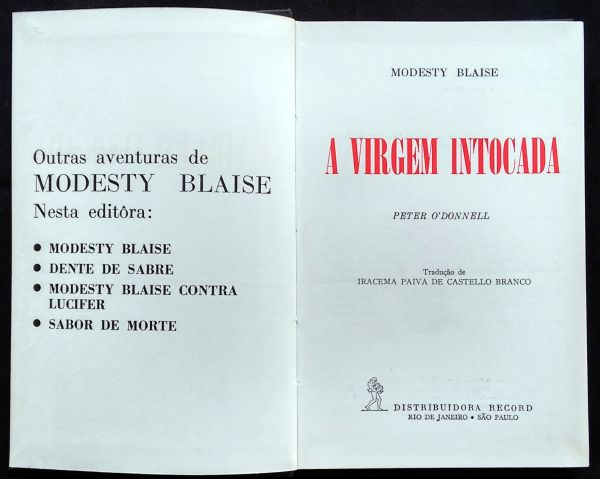 Outras aventuras de
MODESTY BLAISE
Nesta editôra:
● MODESTY BLAISE
● DENTE DE SABRE
● MODESTY BLAISE CONTRA
LUCIFER
● SABOR DE MORTE
MODESTY BLAISE
A VIRGEM INTOCADA
PETER O'DONNELL
Tradução de
IRACEMA PAIVA DE CASTELLO BRANCO
DISTRIBUIDORA RECORD
RIO DE JANEIRO • SÃO PAULO